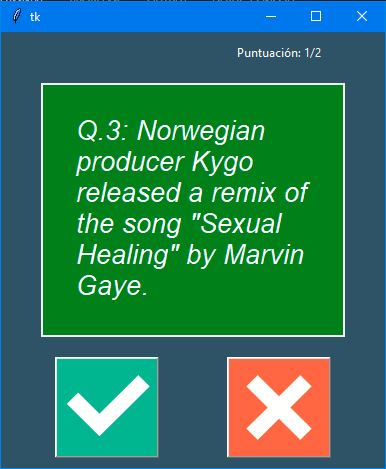 tk
Puntuación: 1/2
Q.3: Norwegian
producer Kygo
released a remix of
the song "Sexual
Healing" by Marvin
Gaye.